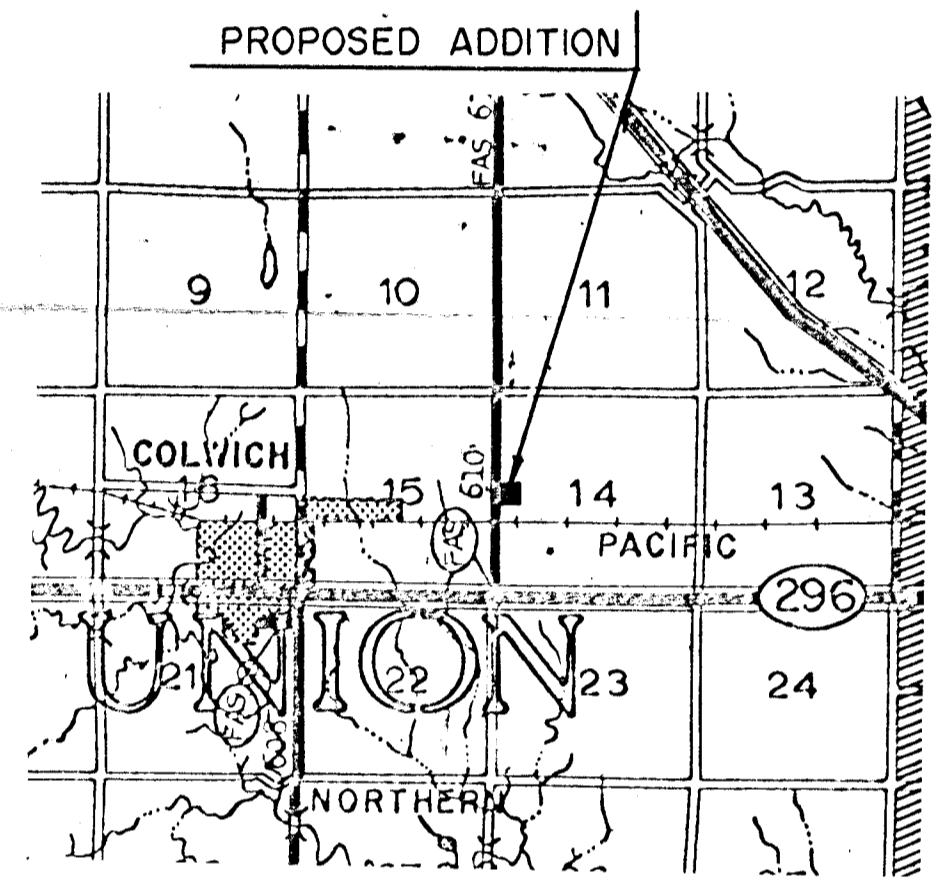 PROPOSED ADDITION
FAS 6
9
10
11
12
COLWICH
16
15
610
14
13
FAS
PACIFIC
296
UNION
21
22
23
24
FAS
NORTHERN